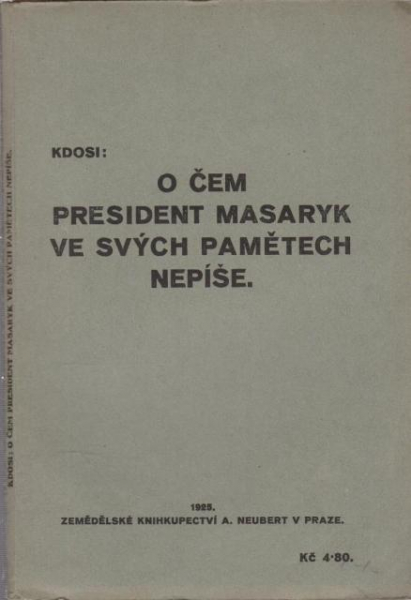 KDOSI:
O ČEM
PRESIDENT MASARYK
VE SVÝCH PAMĚTECH
NEPÍŠE.
1925.
ZEMĚDĚLSKÉ KNIHKUPECTVÍ A. NEUBERT V PRAZE.
Kč 4·80.
KDOSI: O ČEM PRESIDENT MASARYK VE SVÝCH PAMĚTECH NEPÍŠE.